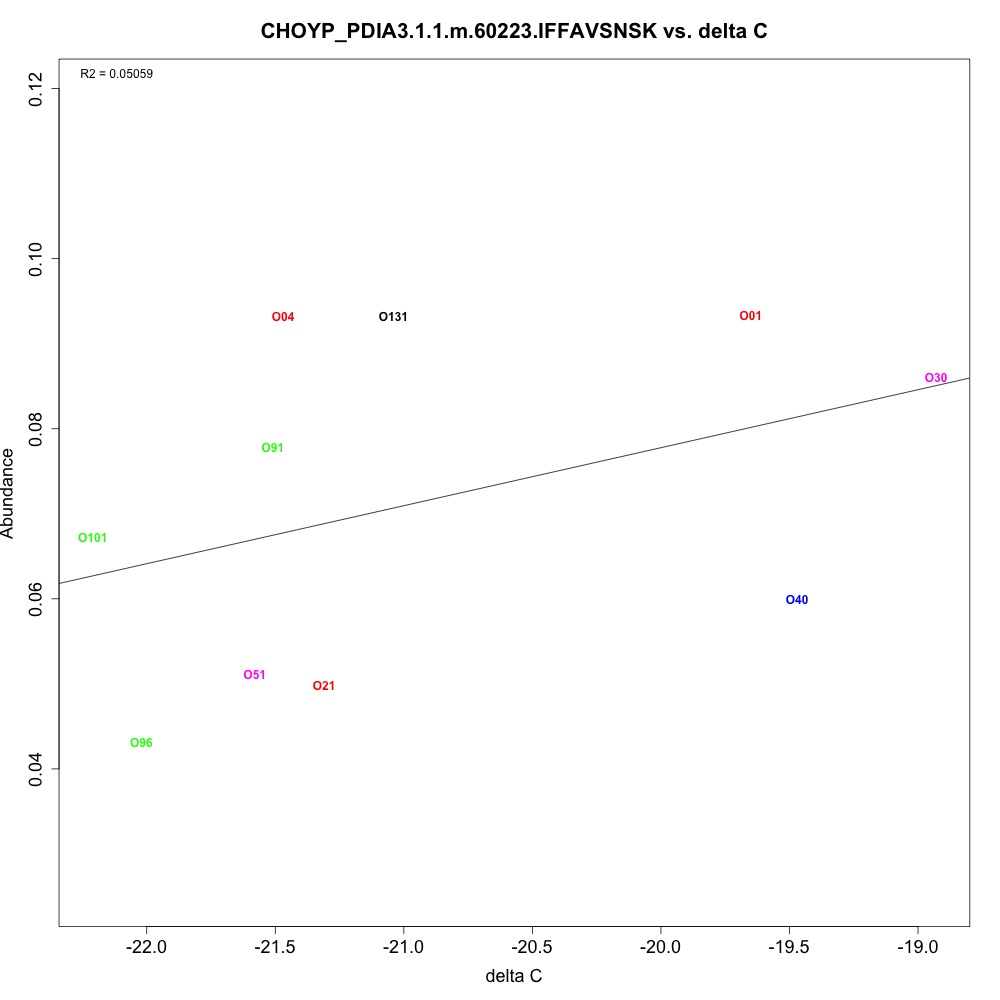 CHOYP_PDIA3.1.1.m.60223.IFFAVSNSK vs. delta C
R2 = 0.05059
0.12
0.10
0.08
0.06
0.04
Abundance
O04
O131
O01
O30
O91
O101
O40
O51
O21
O96
-22.0 -21.5 -21.0 -20.5 -20.0 -19.5 -19.0
delta C